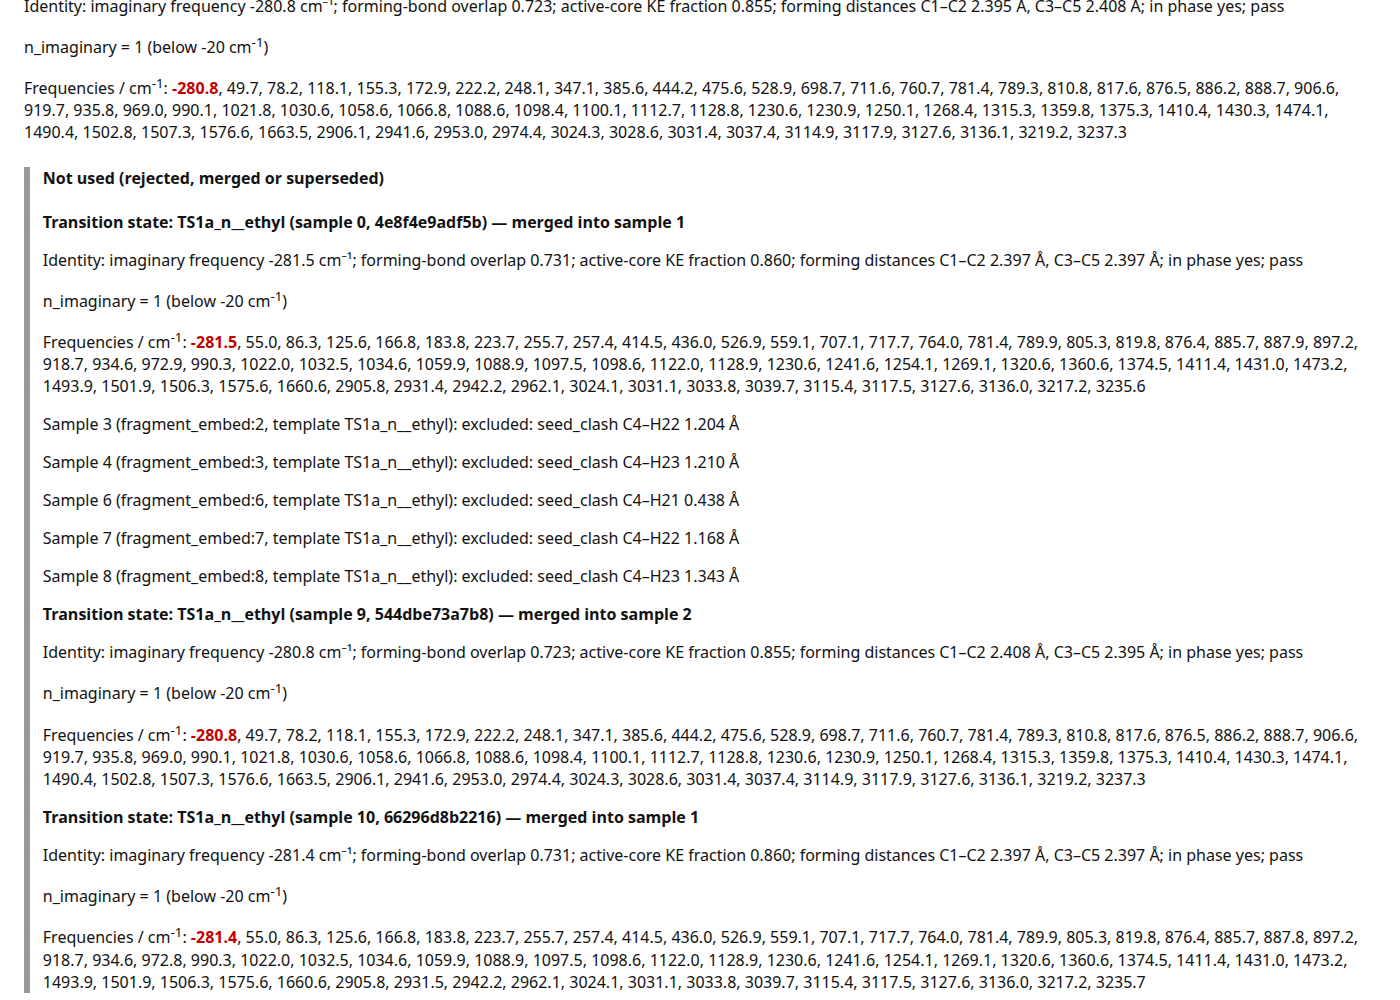 Identity: imaginary frequency -280.8 cm⁻¹; forming-bond overlap 0.723; active-core KE fraction 0.855; forming distances C1–C2 2.395 Å, C3–C5 2.408 Å; in phase yes; pass
n_imaginary = 1 (below -20 cm⁻¹)
Frequencies / cm⁻¹: -280.8, 49.7, 78.2, 118.1, 155.3, 172.9, 222.2, 248.1, 347.1, 385.6, 444.2, 475.6, 528.9, 698.7, 711.6, 760.7, 781.4, 789.3, 810.8, 817.6, 876.5, 886.2, 888.7, 906.6,
919.7, 935.8, 969.0, 990.1, 1021.8, 1030.6, 1058.6, 1066.8, 1088.6, 1098.4, 1100.1, 1112.7, 1128.8, 1230.6, 1230.9, 1250.1, 1268.4, 1315.3, 1359.8, 1375.3, 1410.4, 1430.3, 1474.1,
1490.4, 1502.8, 1507.3, 1576.6, 1663.5, 2906.1, 2941.6, 2953.0, 2974.4, 3024.3, 3028.6, 3031.4, 3037.4, 3114.9, 3117.9, 3127.6, 3136.1, 3219.2, 3237.3
Not used (rejected, merged or superseded)
Transition state: TS1a_n__ethyl (sample 0, 4e8f4e9adf5b) — merged into sample 1
Identity: imaginary frequency -281.5 cm⁻¹; forming-bond overlap 0.731; active-core KE fraction 0.860; forming distances C1–C2 2.397 Å, C3–C5 2.397 Å; in phase yes; pass
n_imaginary = 1 (below -20 cm⁻¹)
Frequencies / cm⁻¹: -281.5, 55.0, 86.3, 125.6, 166.8, 183.8, 223.7, 255.7, 257.4, 414.5, 436.0, 526.9, 559.1, 707.1, 717.7, 764.0, 781.4, 789.9, 805.3, 819.8, 876.4, 885.7, 887.9, 897.2,
918.7, 934.6, 972.9, 990.3, 1022.0, 1032.5, 1034.6, 1059.9, 1088.9, 1097.5, 1098.6, 1122.0, 1128.9, 1230.6, 1241.6, 1254.1, 1269.1, 1320.6, 1360.6, 1374.5, 1411.4, 1431.0, 1473.2,
1493.9, 1501.9, 1506.3, 1575.6, 1660.6, 2905.8, 2931.4, 2942.2, 2962.1, 3024.1, 3031.1, 3033.8, 3039.7, 3115.4, 3117.5, 3127.6, 3136.0, 3217.2, 3235.6
Sample 3 (fragment_embed:2, template TS1a_n__ethyl): excluded: seed_clash C4–H22 1.204 Å
Sample 4 (fragment_embed:3, template TS1a_n__ethyl): excluded: seed_clash C4–H23 1.210 Å
Sample 6 (fragment_embed:6, template TS1a_n__ethyl): excluded: seed_clash C4–H21 0.438 Å
Sample 7 (fragment_embed:7, template TS1a_n__ethyl): excluded: seed_clash C4–H22 1.168 Å
Sample 8 (fragment_embed:8, template TS1a_n__ethyl): excluded: seed_clash C4–H23 1.343 Å
Transition state: TS1a_n__ethyl (sample 9, 544dbe73a7b8) — merged into sample 2
Identity: imaginary frequency -280.8 cm⁻¹; forming-bond overlap 0.723; active-core KE fraction 0.855; forming distances C1–C2 2.408 Å, C3–C5 2.395 Å; in phase yes; pass
n_imaginary = 1 (below -20 cm⁻¹)
Frequencies / cm⁻¹: -280.8, 49.7, 78.2, 118.1, 155.3, 172.9, 222.2, 248.1, 347.1, 385.6, 444.2, 475.6, 528.9, 698.7, 711.6, 760.7, 781.4, 789.3, 810.8, 817.6, 876.5, 886.2, 888.7, 906.6,
919.7, 935.8, 969.0, 990.1, 1021.8, 1030.6, 1058.6, 1066.8, 1088.6, 1098.4, 1100.1, 1112.7, 1128.8, 1230.6, 1230.9, 1250.1, 1268.4, 1315.3, 1359.8, 1375.3, 1410.4, 1430.3, 1474.1,
1490.4, 1502.8, 1507.3, 1576.6, 1663.5, 2906.1, 2941.6, 2953.0, 2974.4, 3024.3, 3028.6, 3031.4, 3037.4, 3114.9, 3117.9, 3127.6, 3136.1, 3219.2, 3237.3
Transition state: TS1a_n__ethyl (sample 10, 66296d8b2216) — merged into sample 1
Identity: imaginary frequency -281.4 cm⁻¹; forming-bond overlap 0.731; active-core KE fraction 0.860; forming distances C1–C2 2.397 Å, C3–C5 2.397 Å; in phase yes; pass
n_imaginary = 1 (below -20 cm⁻¹)
Frequencies / cm⁻¹: -281.4, 55.0, 86.3, 125.6, 166.8, 183.8, 223.7, 255.7, 257.4, 414.5, 436.0, 526.9, 559.1, 707.1, 717.7, 764.0, 781.4, 789.9, 805.3, 819.8, 876.4, 885.7, 887.8, 897.2,
918.7, 934.6, 972.8, 990.3, 1022.0, 1032.5, 1034.6, 1059.9, 1088.9, 1097.5, 1098.6, 1122.0, 1128.9, 1230.6, 1241.6, 1254.1, 1269.1, 1320.6, 1360.6, 1374.5, 1411.4, 1431.0, 1473.2,
1493.9, 1501.9, 1506.3, 1575.6, 1660.6, 2905.8, 2931.5, 2942.2, 2962.1, 3024.1, 3031.1, 3033.8, 3039.7, 3115.4, 3117.5, 3127.6, 3136.0, 3217.2, 3235.7